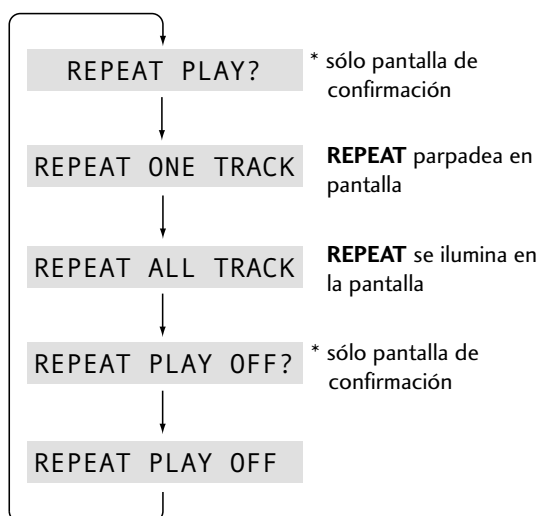 REPEAT PLAY?
* sólo pantalla de
confirmación
REPEAT ONE TRACK
REPEAT parpadea en
pantalla
REPEAT ALL TRACK
REPEAT se ilumina en
la pantalla
REPEAT PLAY OFF?
* sólo pantalla de
confirmación
REPEAT PLAY OFF